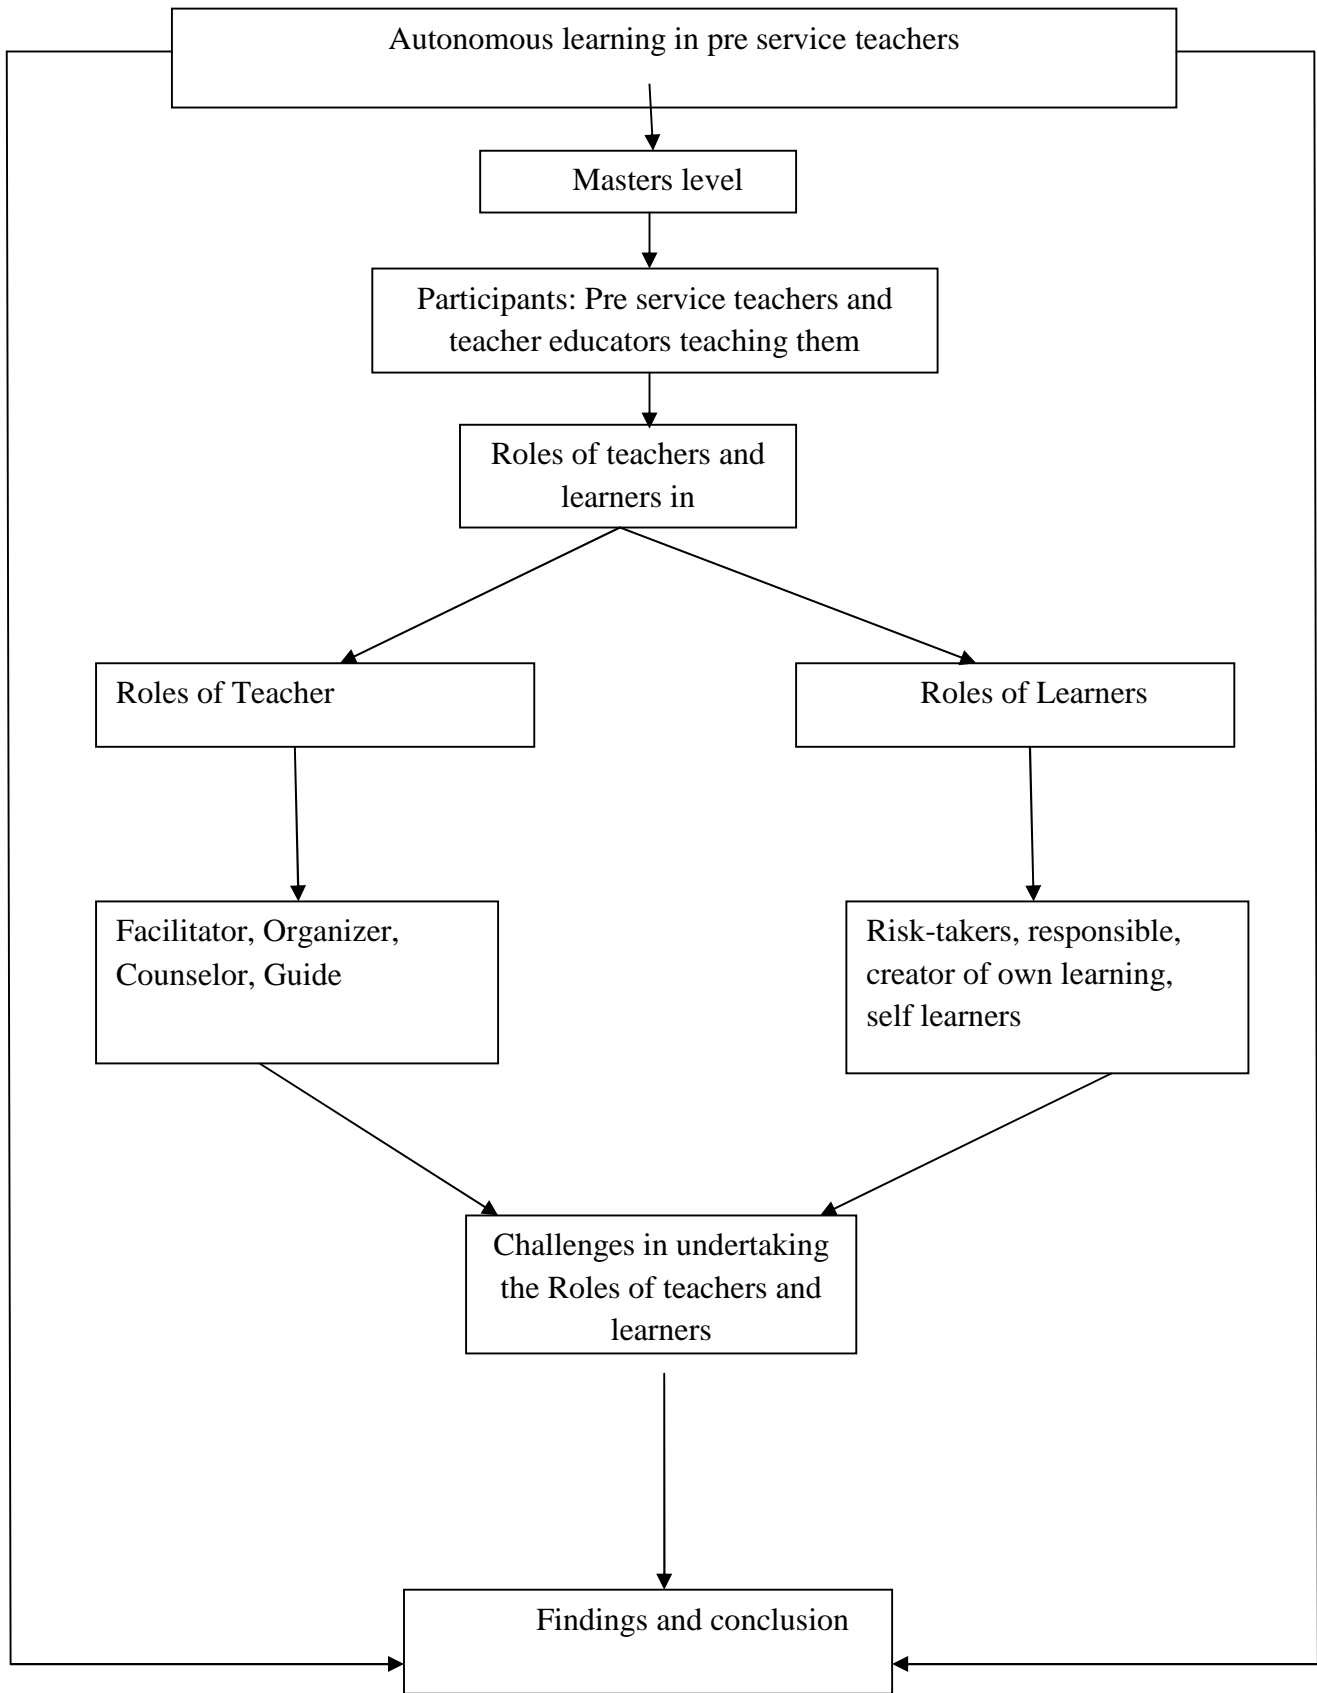 Autonomous learning in pre service teachers
Masters level
Participants: Pre service teachers and
teacher educators teaching them
Roles of teachers and
learners in
Roles of Teacher
Roles of Learners
Facilitator, Organizer,
Counselor, Guide
Risk-takers, responsible,
creator of own learning,
self learners
Challenges in undertaking
the Roles of teachers and
learners
Findings and conclusion